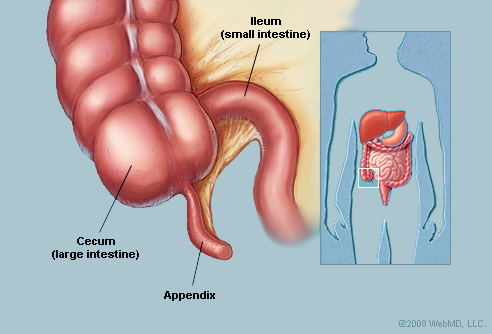 Ileum
(small intestine)
Cecum
(large intestine)
Appendix
©2008 WebMD, LLC.